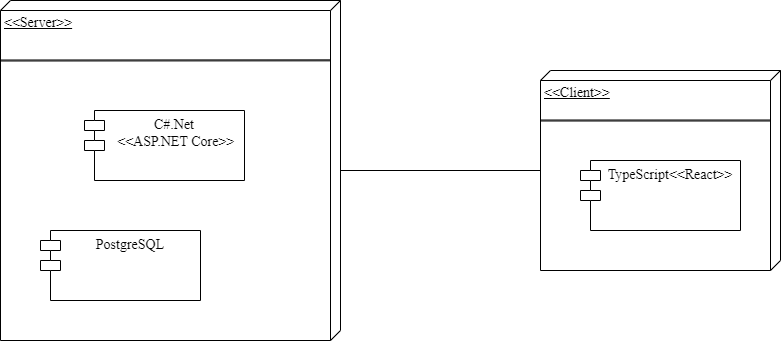 <<Server>>
<<Client>>
C#.Net
<<ASP.NET Core>>
TypeScript<<React>>
PostgreSQL